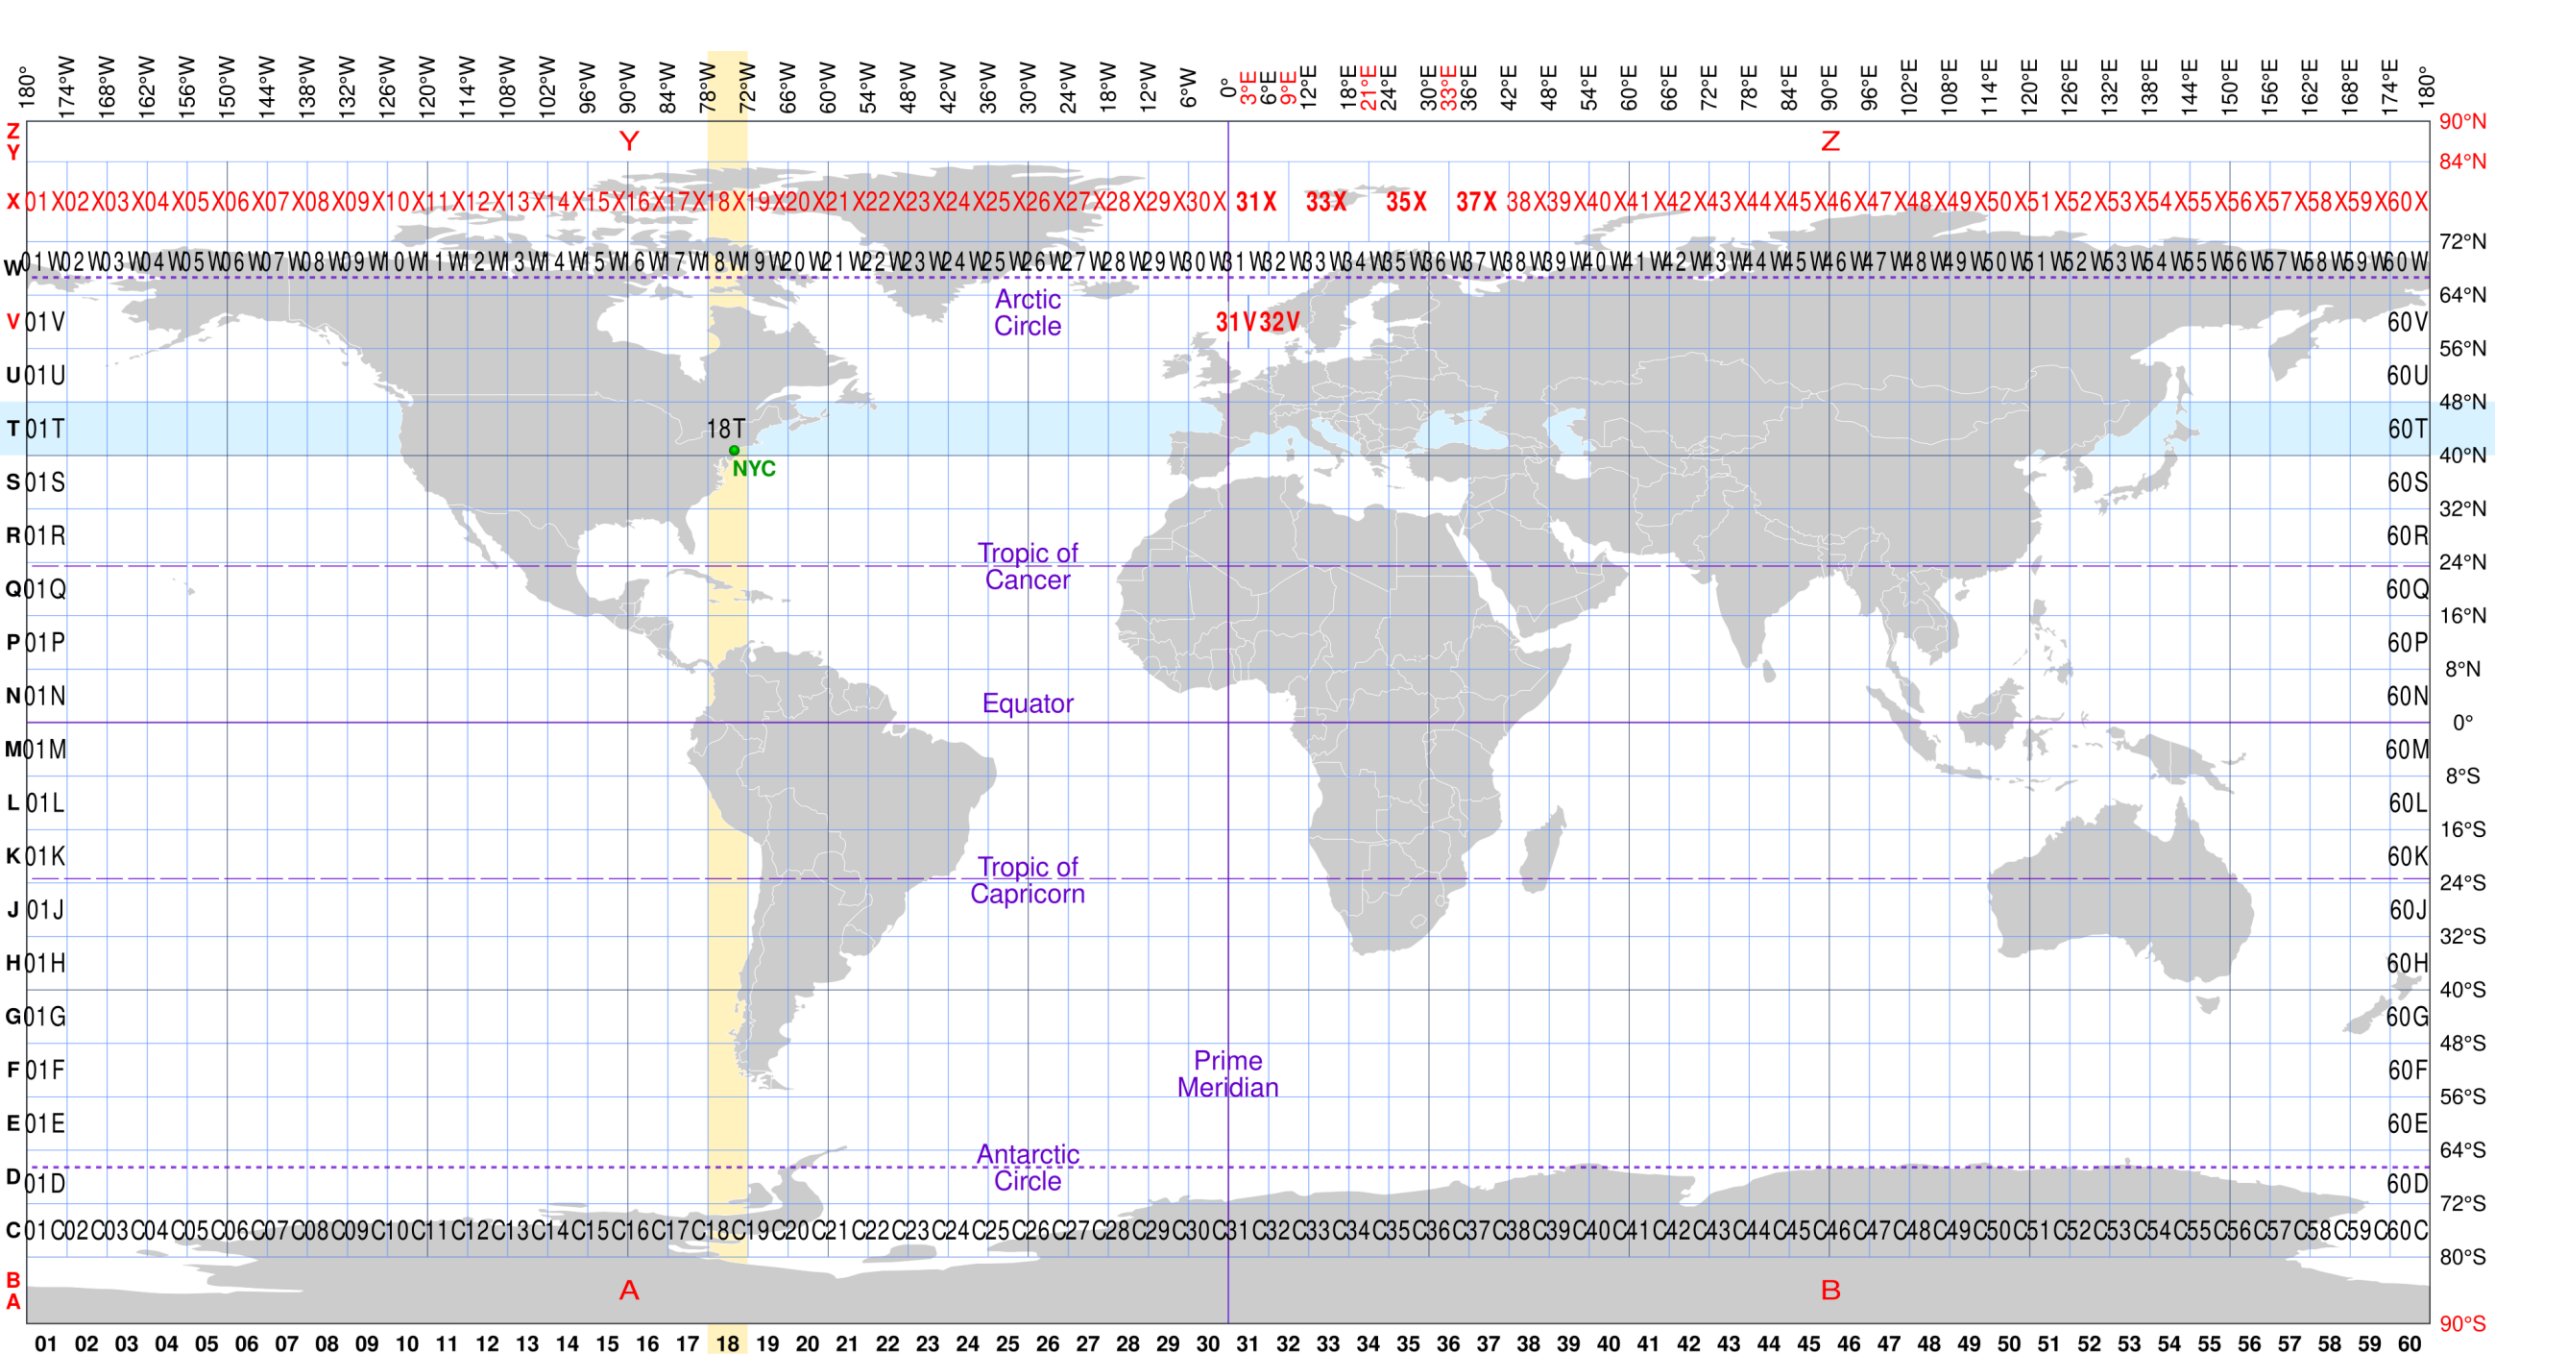 180° 174°W 168°W 162°W 156°W 150°W 144°W 138°W 132°W 126°W 120°W 114°W 108°W 102°W 96°W 90°W 84°W 78°W 72°W 66°W 60°W 54°W 48°W 42°W 36°W 30°W 24°W 18°W 12°W 6°W 0° 3°E 6°E 9°E 12°E 18°E 21°E 24°E 30°E 33°E 36°E 42°E 48°E 54°E 60°E 66°E 72°E 78°E 84°E 90°E 96°E 102°E 108°E 114°E 120°E 126°E 132°E 138°E 144°E 150°E 156°E 162°E 168°E 174°E 180°
90°N
Z
Y
Y Z
84°N
X 01X 02X 03X 04X 05X 06X 07X 08X 09X 10X 11X 12X 13X 14X 15X 16X 17X 18X 19X 20X 21X 22X 23X 24X 25X 26X 27X 28X 29X 30X 31X 33X 35X 37X 38X 39X 40X 41X 42X 43X 44X 45X 46X 47X 48X 49X 50X 51X 52X 53X 54X 55X 56X 57X 58X 59X 60X
72°N
W 01W 02W 03W 04W 05W 06W 07W 08W 09W 10W 11W 12W 13W 14W 15W 16W 17W 18W 19W 20W 21W 22W 23W 24W 25W 26W 27W 28W 29W 30W 31W 32W 33W 34W 35W 36W 37W 38W 39W 40W 41W 42W 43W 44W 45W 46W 47W 48W 49W 50W 51W 52W 53W 54W 55W 56W 57W 58W 59W 60W
64°N
Arctic
Circle
V 01V 31V 32V 60V
56°N
U 01U 60U
48°N
T 01T 18T 60T
40°N
NYC
S 01S 60S
32°N
R 01R 60R
Tropic of
Cancer
24°N
Q 01Q 60Q
16°N
P 01P 60P
8°N
N 01N 60N
Equator
0°
M 01M 60M
8°S
L 01L 60L
16°S
K 01K 60K
Tropic of
Capricorn
24°S
J 01J 60J
32°S
H 01H 60H
40°S
G 01G 60G
48°S
Prime
Meridian
F 01F 60F
56°S
E 01E 60E
64°S
Antarctic
Circle
D 01D 60D
72°S
C 01C 02C 03C 04C 05C 06C 07C 08C 09C 10C 11C 12C 13C 14C 15C 16C 17C 18C 19C 20C 21C 22C 23C 24C 25C 26C 27C 28C 29C 30C 31C 32C 33C 34C 35C 36C 37C 38C 39C 40C 41C 42C 43C 44C 45C 46C 47C 48C 49C 50C 51C 52C 53C 54C 55C 56C 57C 58C 59C 60C
80°S
B
A
A B
90°S
01 02 03 04 05 06 07 08 09 10 11 12 13 14 15 16 17 18 19 20 21 22 23 24 25 26 27 28 29 30 31 32 33 34 35 36 37 38 39 40 41 42 43 44 45 46 47 48 49 50 51 52 53 54 55 56 57 58 59 60